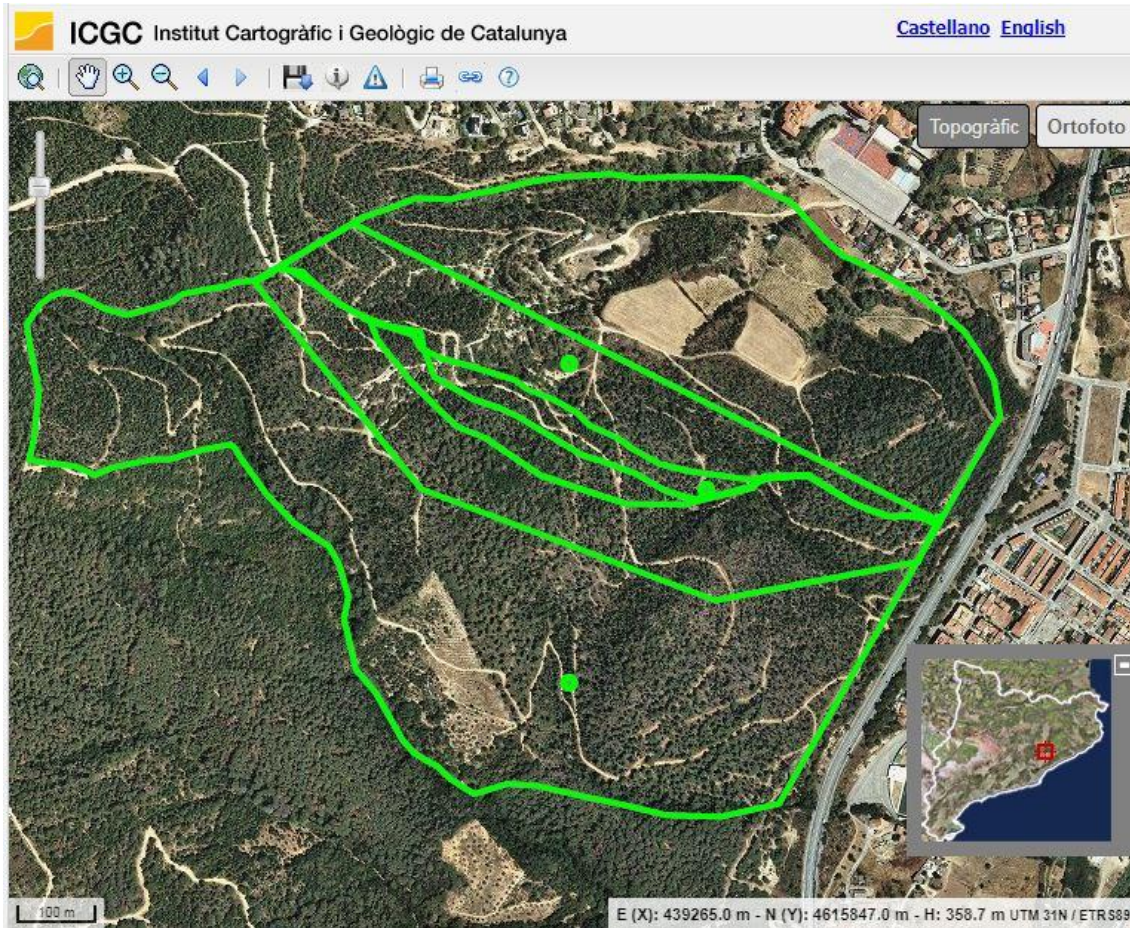 ICGC Institut Cartogràfic i Geològic de Catalunya
Castellano English
Topogràfic Ortofoto
100 m
E (X): 439265.0 m - N (Y): 4615847.0 m - H: 358.7 m UTM 31N / ETRS89